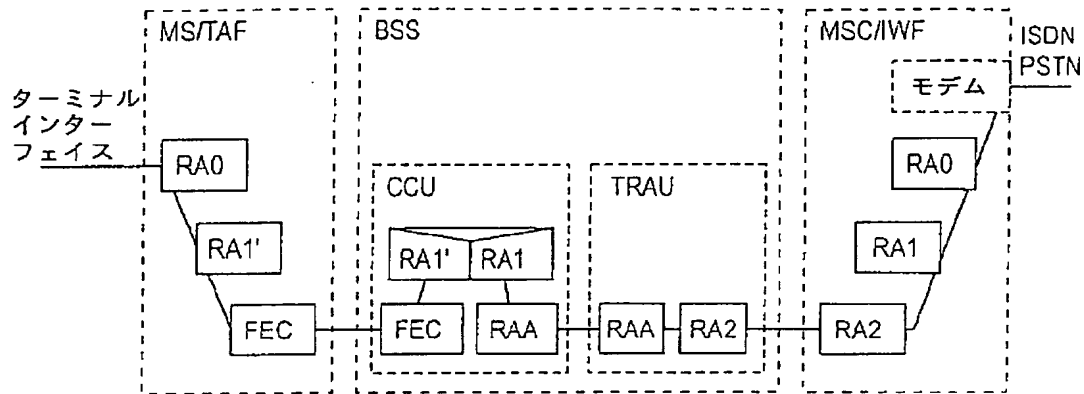 MS/TAF
BSS
MSC/IWF
ISDN
PSTN
モデム
ターミナル
インター
フェイス
RA0
RA0
CCU
TRAU
RA1'
RA1'
RA1
RA1
FEC
FEC
RAA
RAA
RA2
RA2